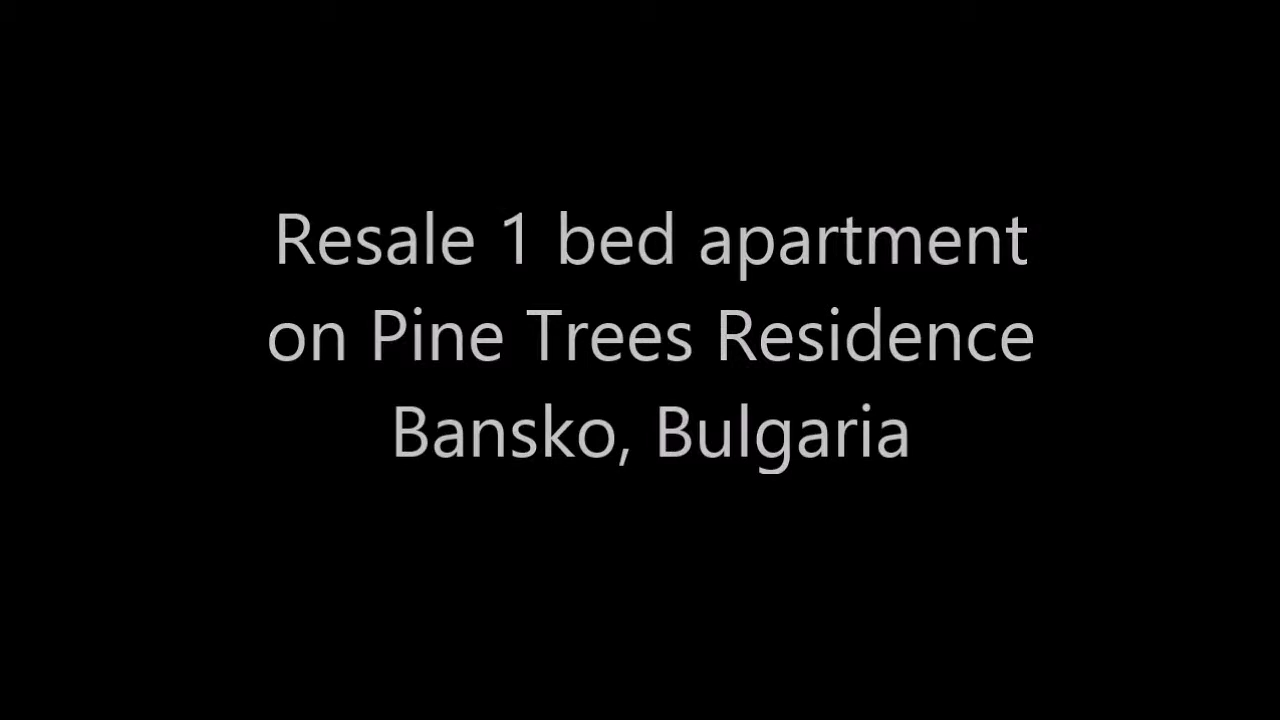 Resale 1 bed apartment
on Pine Trees Residence
Bansko, Bulgaria